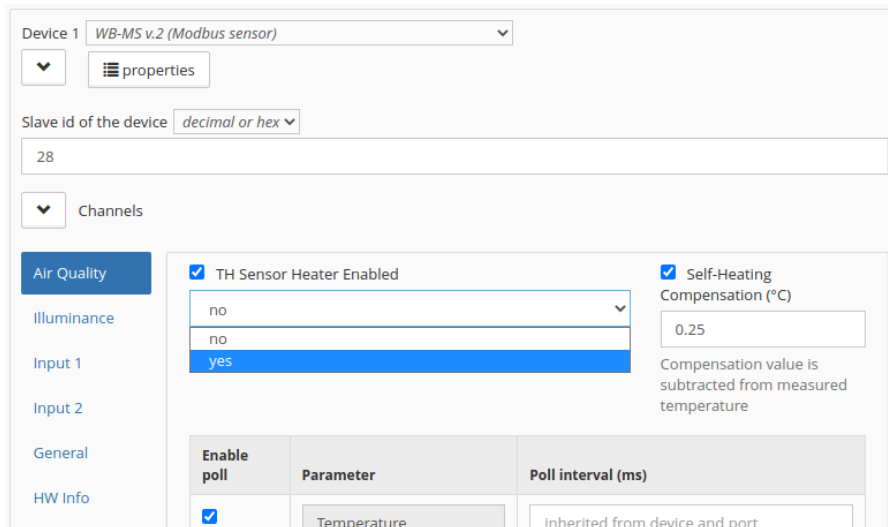 Device 1 WB-MS v.2 (Modbus sensor)
properties
Slave id of the device decimal or hex
28
Channels
Air Quality
Illuminance
Input 1
Input 2
General
HW Info
TH Sensor Heater Enabled
no
no
yes
Self-Heating
Compensation (°C)
0.25
Compensation value is
subtracted from measured
temperature
Enable
poll
Parameter
Poll interval (ms)
Temperature
inherited from device and port